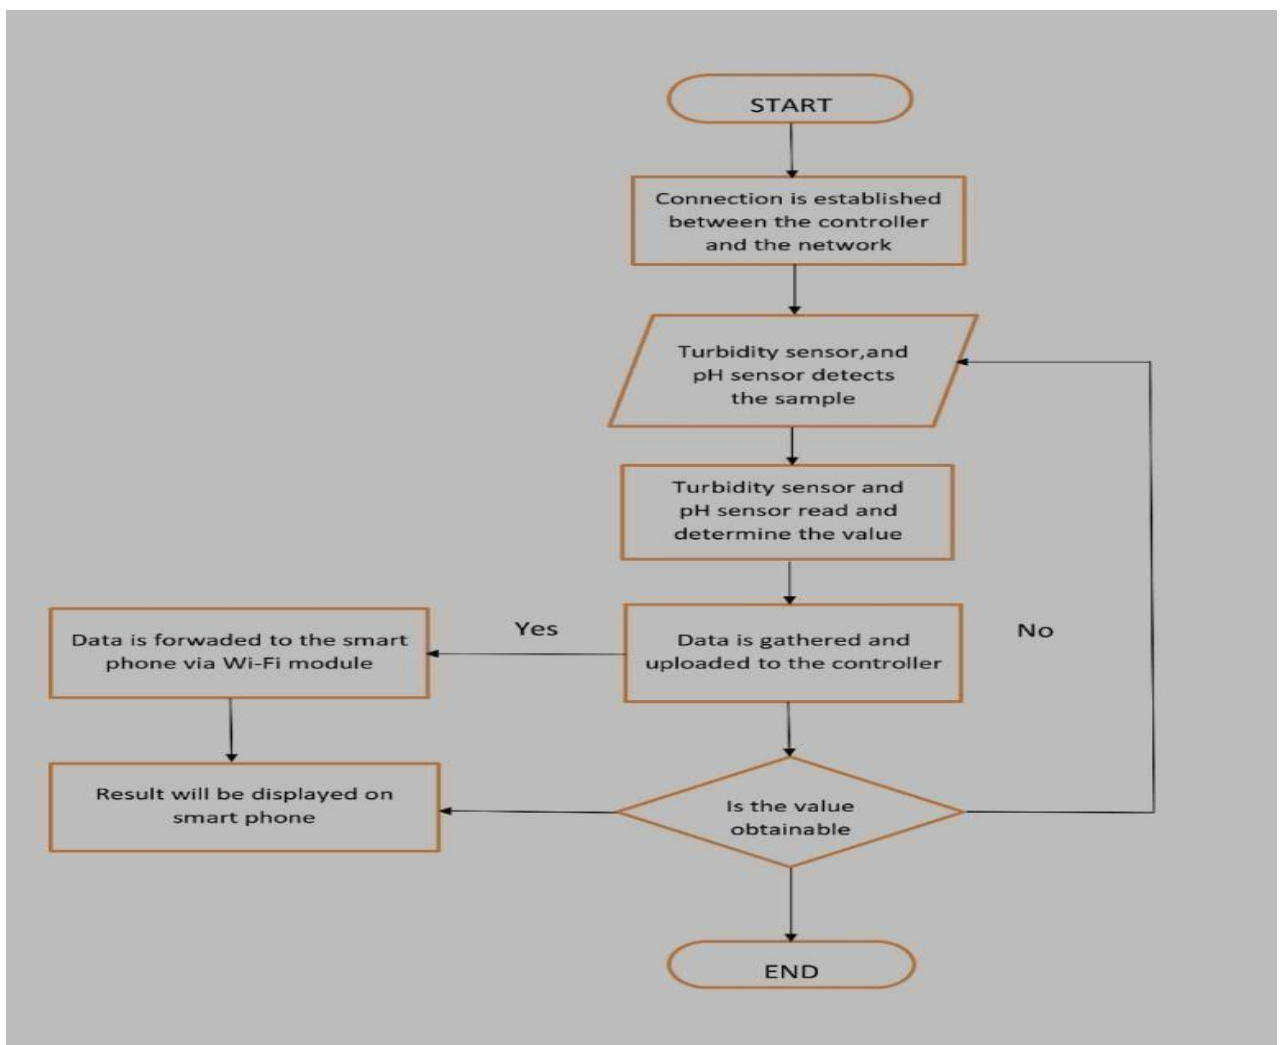 START
Connection is established
between the controller
and the network
Turbidity sensor,and
pH sensor detects
the sample
Turbidity sensor and
pH sensor read and
determine the value
Data is gathered and
uploaded to the controller
Yes
No
Data is forwaded to the smart
phone via Wi-Fi module
Result will be displayed on
smart phone
Is the value
obtainable
END